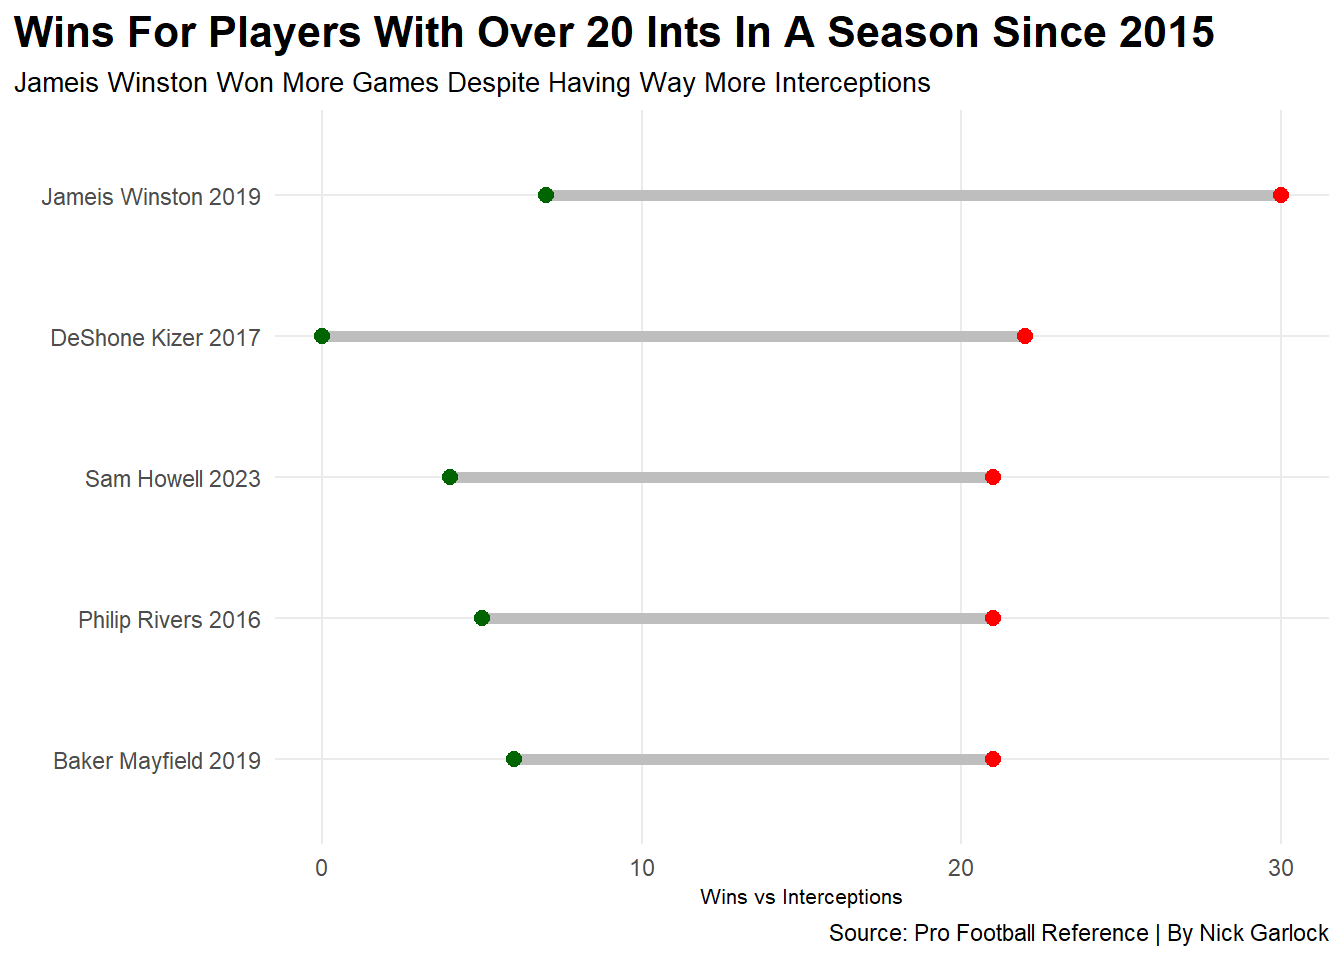 Wins For Players With Over 20 Ints In A Season Since 2015
Jameis Winston Won More Games Despite Having Way More Interceptions
Jameis Winston 2019
DeShone Kizer 2017
Sam Howell 2023
Philip Rivers 2016
Baker Mayfield 2019
0 10 20 30
Wins vs Interceptions
Source: Pro Football Reference | By Nick Garlock